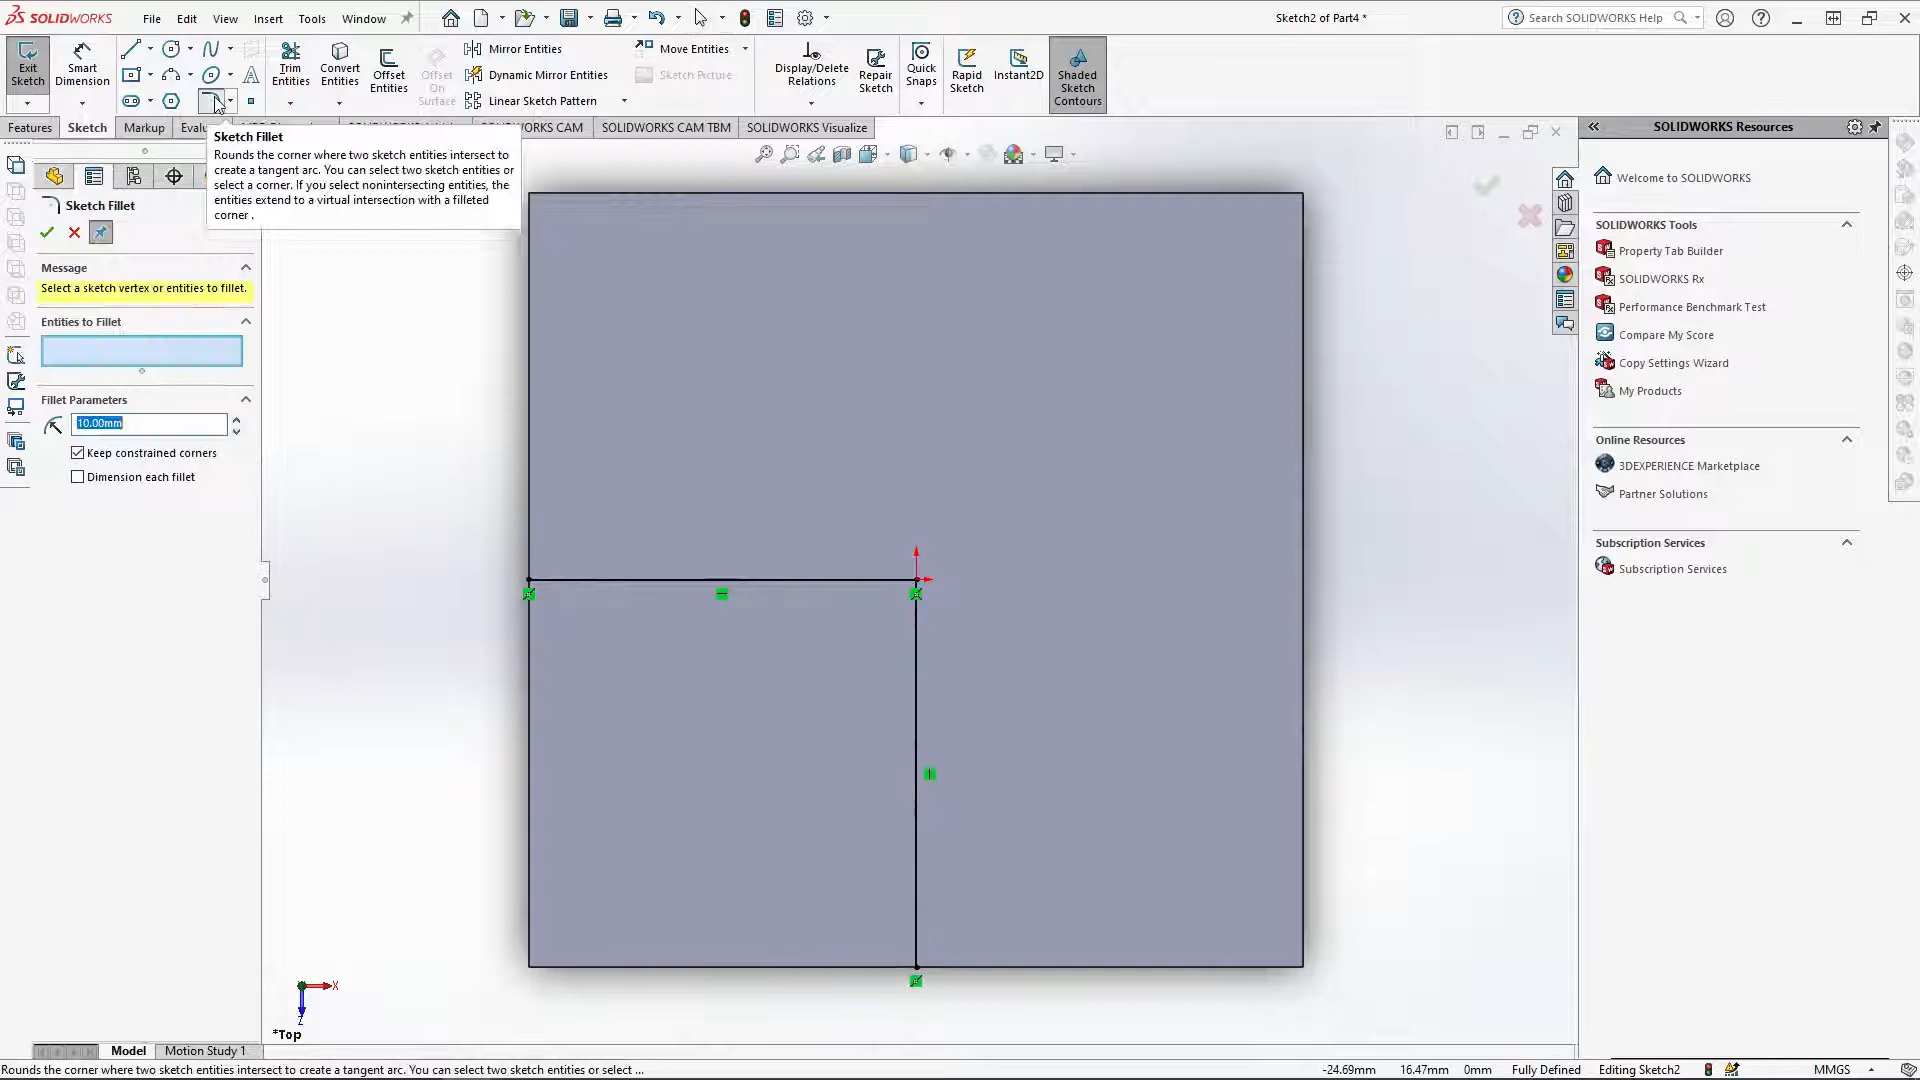 SOLIDWORKS
File
Edit
View
Insert
Tools
Window
Sketch2 of Part4 *
Search SOLIDWORKS Help
Exit
Sketch
Smart
Dimension
Trim
Entities
Convert
Entities
Offset
Entities
Offset
On
Surface
Mirror Entities
Dynamic Mirror Entities
Linear Sketch Pattern
Move Entities
Sketch Picture
Display/Delete
Relations
Repair
Sketch
Quick
Snaps
Rapid
Sketch
Instant2D
Shaded
Sketch
Contours
Features
Sketch
Markup
SOLIDWORKS CAM TBM
SOLIDWORKS Visualize
Sketch Fillet
Rounds the corner where two sketch entities intersect to
create a tangent arc. You can select two sketch entities or
select a corner. If you select nonintersecting entities, the
entities extend to a virtual intersection with a filleted
corner .
Sketch Fillet
Message
Select a sketch vertex or entities to fillet.
Entities to Fillet
Fillet Parameters
10.00mm
Keep constrained corners
Dimension each fillet
X
Z
*Top
SOLIDWORKS Resources
Welcome to SOLIDWORKS
SOLIDWORKS Tools
Property Tab Builder
SOLIDWORKS Rx
Performance Benchmark Test
Compare My Score
Copy Settings Wizard
My Products
Online Resources
3DEXPERIENCE Marketplace
Partner Solutions
Subscription Services
Subscription Services
Model
Motion Study 1
Rounds the corner where two sketch entities intersect to create a tangent arc. You can select two sketch entities or select ...
-24.69mm
16.47mm
0mm
Fully Defined
Editing Sketch2
MMGS